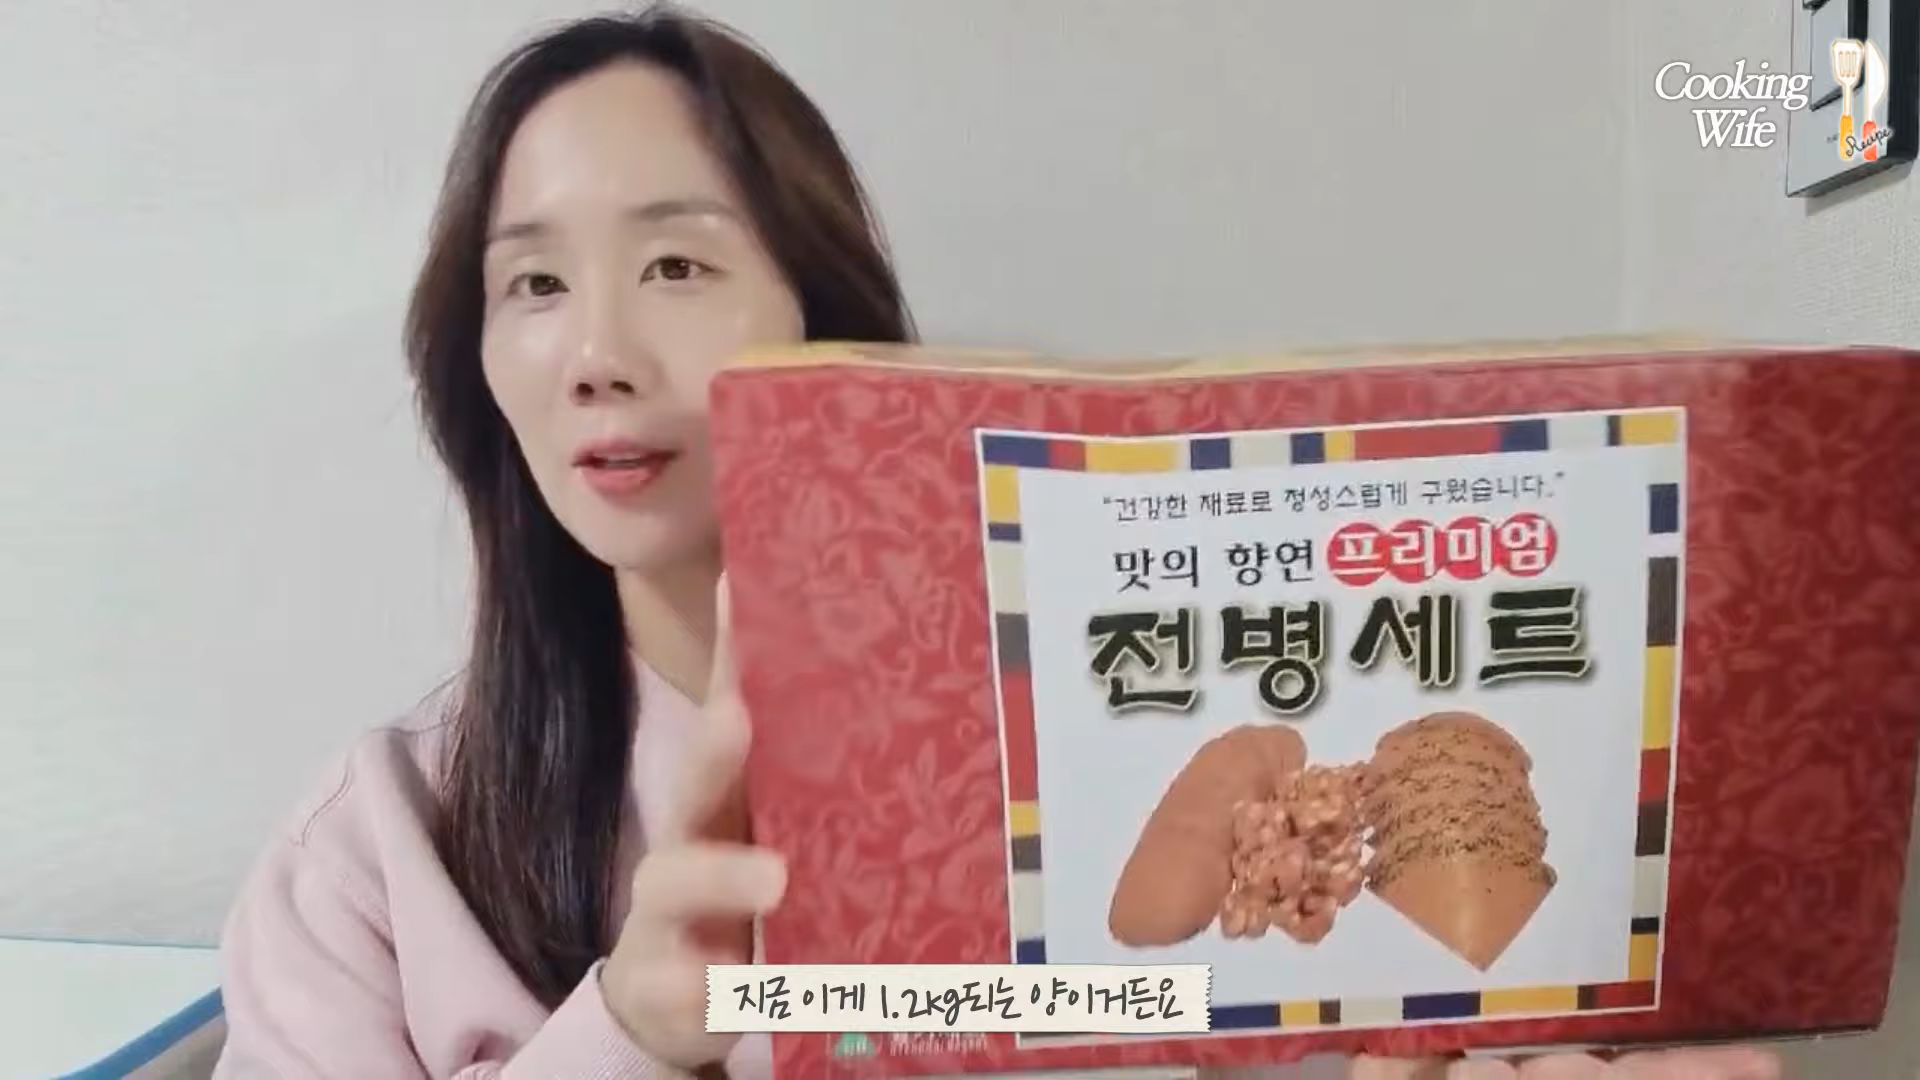 Cooking
Wife
Recipe
"건강한 재료로 정성스럽게 구웠습니다."
맛의 향연 프리미엄
전병세트
지금 이게 1.2kg되는 양이거든요